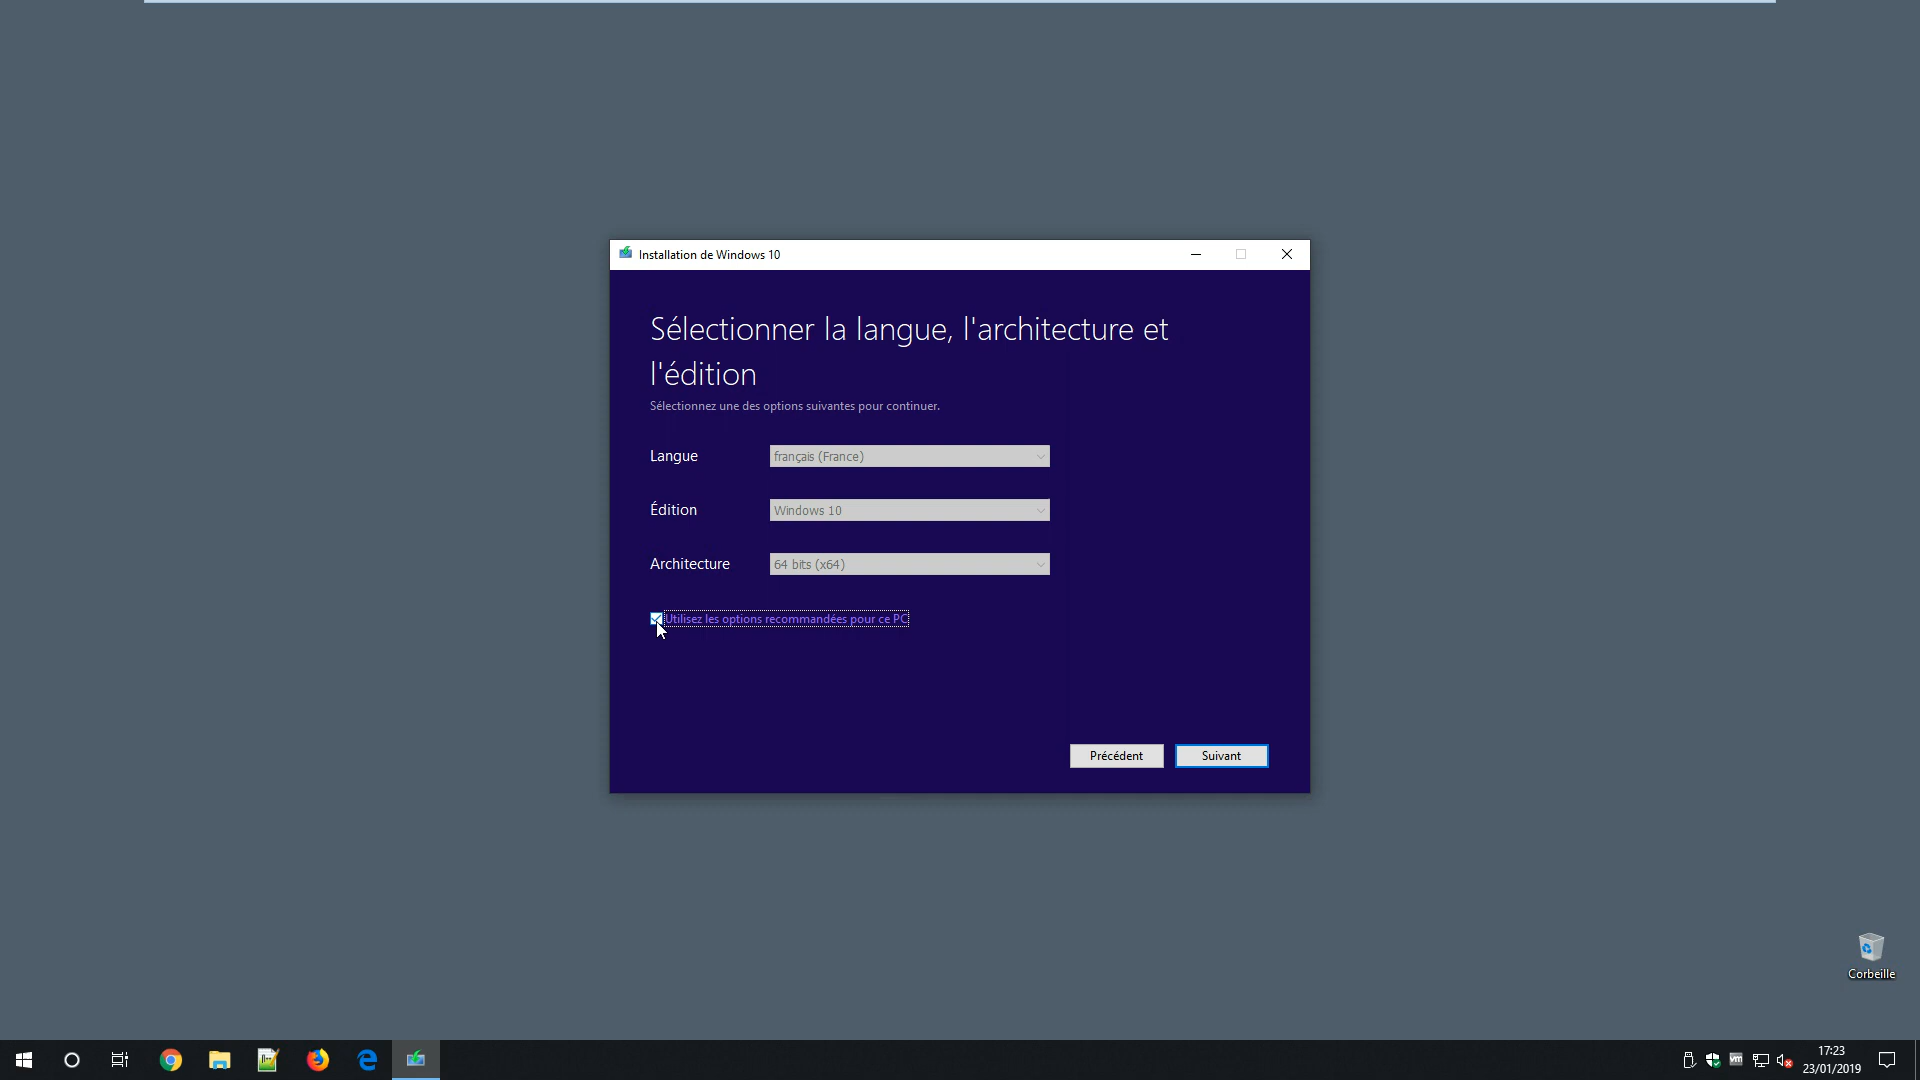 Installation de Windows 10
Sélectionner la langue, l'architecture et
l'édition
Sélectionnez une des options suivantes pour continuer.
Langue français (France)
Édition Windows 10
Architecture 64 bits (x64)
Utilisez les options recommandées pour ce PC
Précédent Suivant
Corbeille
vm
17:23
23/01/2019